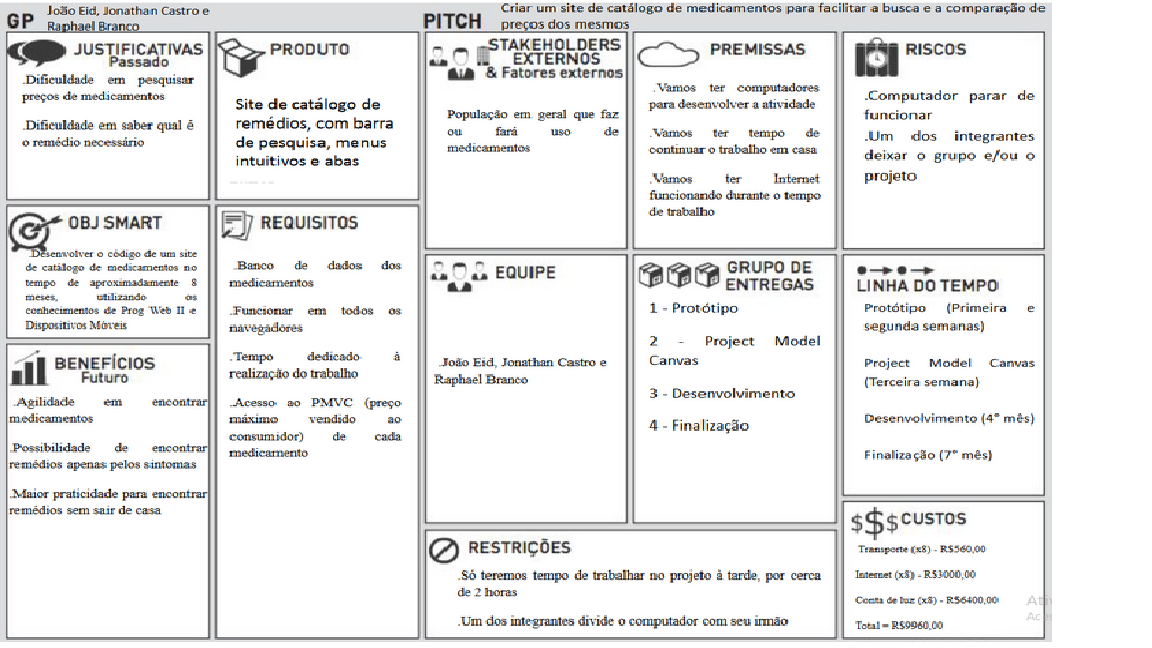 GP
João Eid, Jonathan Castro e
Raphael Branco
PITCH
Criar um site de catálogo de medicamentos para facilitar a busca e a comparação de
preços dos mesmos
JUSTIFICATIVAS
Passado
.Dificuldade em pesquisar
preços de medicamentos
.Dificuldade em saber qual é
o remédio necessário
PRODUTO
Site de catálogo de
remédios, com barra
de pesquisa, menus
intuitivos e abas
STAKEHOLDERS
EXTERNOS
& Fatores externos
População em geral que faz
ou fará uso de
medicamentos
PREMISSAS
.Vamos ter computadores
para desenvolver a atividade
.Vamos ter tempo de
continuar o trabalho em casa
.Vamos ter Internet
funcionando durante o tempo
de trabalho
RISCOS
.Computador parar de
funcionar
.Um dos integrantes
deixar o grupo e/ou o
projeto
OBJ SMART
.Desenvolver o código de um site
de catálogo de medicamentos no
tempo de aproximadamente 8
meses, utilizando os
conhecimentos de Prog Web II e
Dispositivos Móveis
REQUISITOS
.Banco de dados dos
medicamentos
.Funcionar em todos os
navegadores
.Tempo dedicado à
realização do trabalho
.Acesso ao PMVC (preço
máximo vendido ao
consumidor) de cada
medicamento
EQUIPE
.João Eid, Jonathan Castro e
Raphael Branco
GRUPO DE
ENTREGAS
1 - Protótipo
2 - Project Model
Canvas
3 - Desenvolvimento
4 - Finalização
LINHA DO TEMPO
Protótipo (Primeira e
segunda semanas)
Project Model Canvas
(Terceira semana)
Desenvolvimento (4° mês)
Finalização (7° mês)
BENEFÍCIOS
Futuro
.Agilidade em encontrar
medicamentos
.Possibilidade de encontrar
remédios apenas pelos sintomas
.Maior praticidade para encontrar
remédios sem sair de casa
RESTRIÇÕES
.Só teremos tempo de trabalhar no projeto à tarde, por cerca
de 2 horas
.Um dos integrantes divide o computador com seu irmão
$$$ CUSTOS
Transporte (x8) - R$560,00
Internet (x8) - R$3000,00
Conta de luz (x8) - R$6400,00
Total = R$9960,00